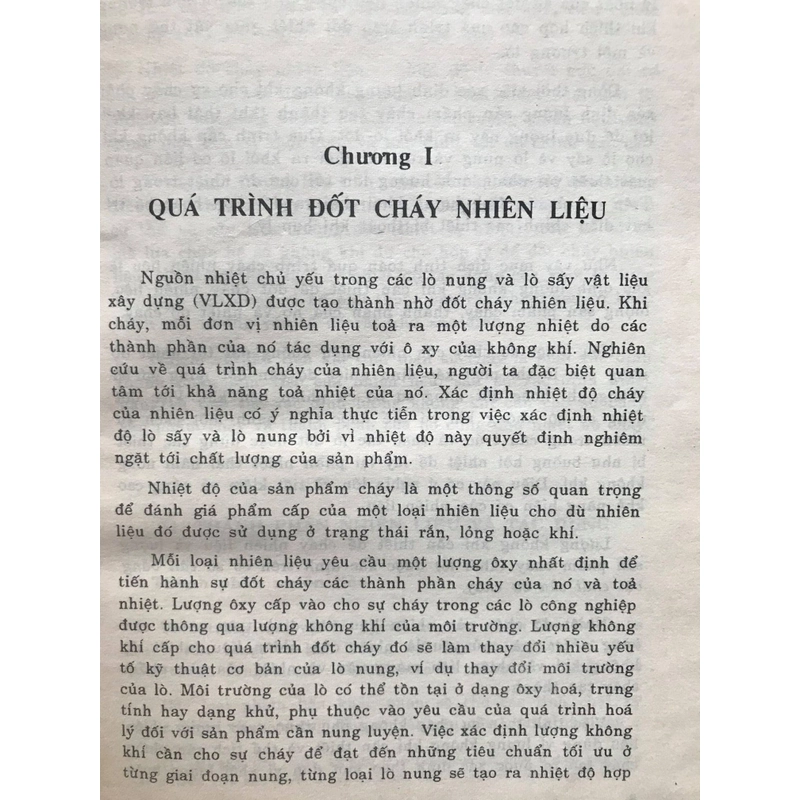 Chương I
QUÁ TRÌNH ĐỐT CHÁY NHIÊN LIỆU
Nguồn nhiệt chủ yếu trong các lò nung và lò sấy vật liệu
xây dựng (VLXD) được tạo thành nhờ đốt cháy nhiên liệu. Khi
cháy, mỗi đơn vị nhiên liệu toả ra một lượng nhiệt do các
thành phần của nó tác dụng với ô xy của không khí. Nghiên
cứu về quá trình cháy của nhiên liệu, người ta đặc biệt quan
tâm tới khả năng toả nhiệt của nó. Xác định nhiệt độ cháy
của nhiên liệu có ý nghĩa thực tiễn trong việc xác định nhiệt
độ lò sấy và lò nung bởi vì nhiệt độ này quyết định nghiêm
ngặt tới chất lượng của sản phẩm.
Nhiệt độ của sản phẩm cháy là một thông số quan trọng
để đánh giá phẩm cấp của một loại nhiên liệu cho dù nhiên
liệu đó được sử dụng ở trạng thái rắn, lỏng hoặc khí.
Mỗi loại nhiên liệu yêu cầu một lượng ôxy nhất định để
tiến hành sự đốt cháy các thành phần cháy của nó và toả
nhiệt. Lượng ôxy cấp vào cho sự cháy trong các lò công nghiệp
được thông qua lượng không khí của môi trường. Lượng không
khí cấp cho quá trình đốt cháy đó sẽ làm thay đổi nhiều yếu
tố kỹ thuật cơ bản của lò nung, ví dụ thay đổi môi trường
của lò. Môi trường của lò có thể tồn tại ở dạng ôxy hoá, trung
tính hay dạng khử, phụ thuộc vào yêu cầu của quá trình hoá
lý đối với sản phẩm cần nung luyện. Việc xác định lượng không
khí cần cho sự cháy để đạt đến những tiêu chuẩn tối ưu ở
từng giai đoạn nung, từng loại lò nung sẽ tạo ra nhiệt độ hợp